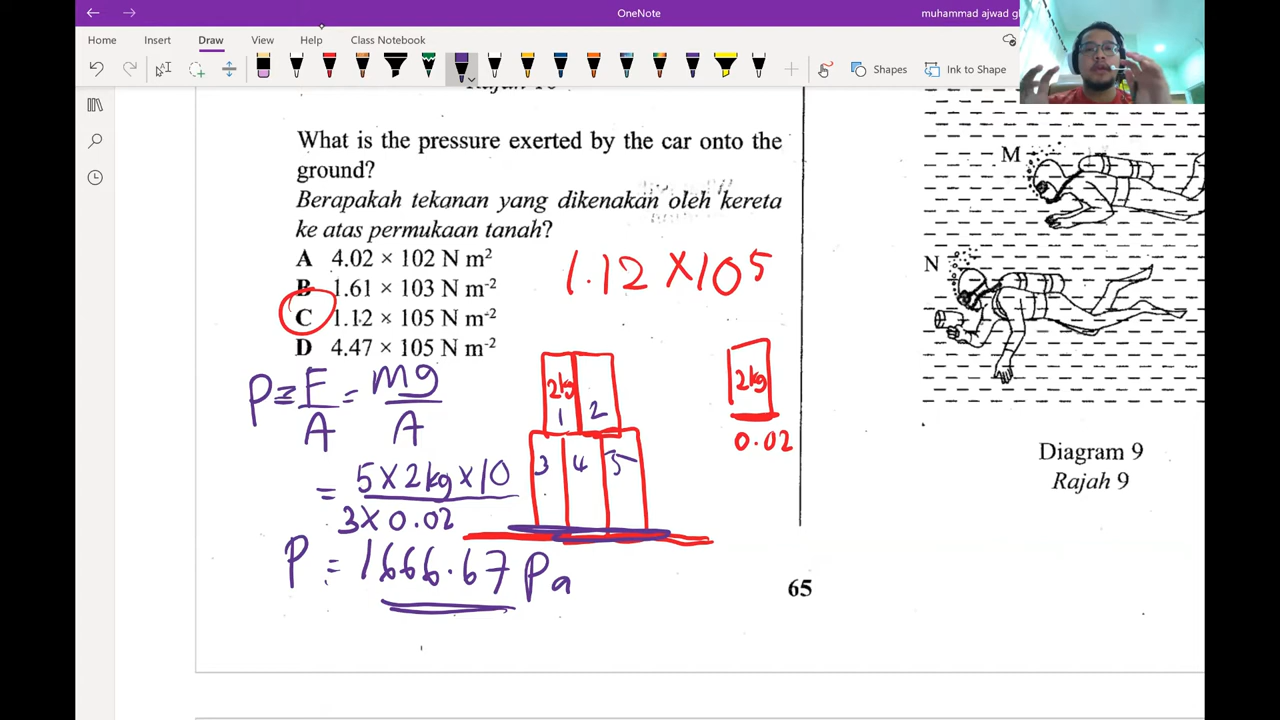 OneNote
muhammad ajwad gh
Home Insert Draw View Help Class Notebook
Shapes Ink to Shape
What is the pressure exerted by the car onto the
ground?
Berapakah tekanan yang dikenakan oleh kereta
ke atas permukaan tanah?
A 4.02 × 102 N m²
B 1.61 × 103 N m⁻²
C 1.12 × 105 N m⁻²
D 4.47 × 105 N m⁻²
1.12 × 10⁵
P = F/A = mg/A
= 5 × 2kg × 10 / 3 × 0.02
P = 1666.67 Pa
2kg
1 2
3 4 5
2kg
0.02
M
N
Diagram 9
Rajah 9
65